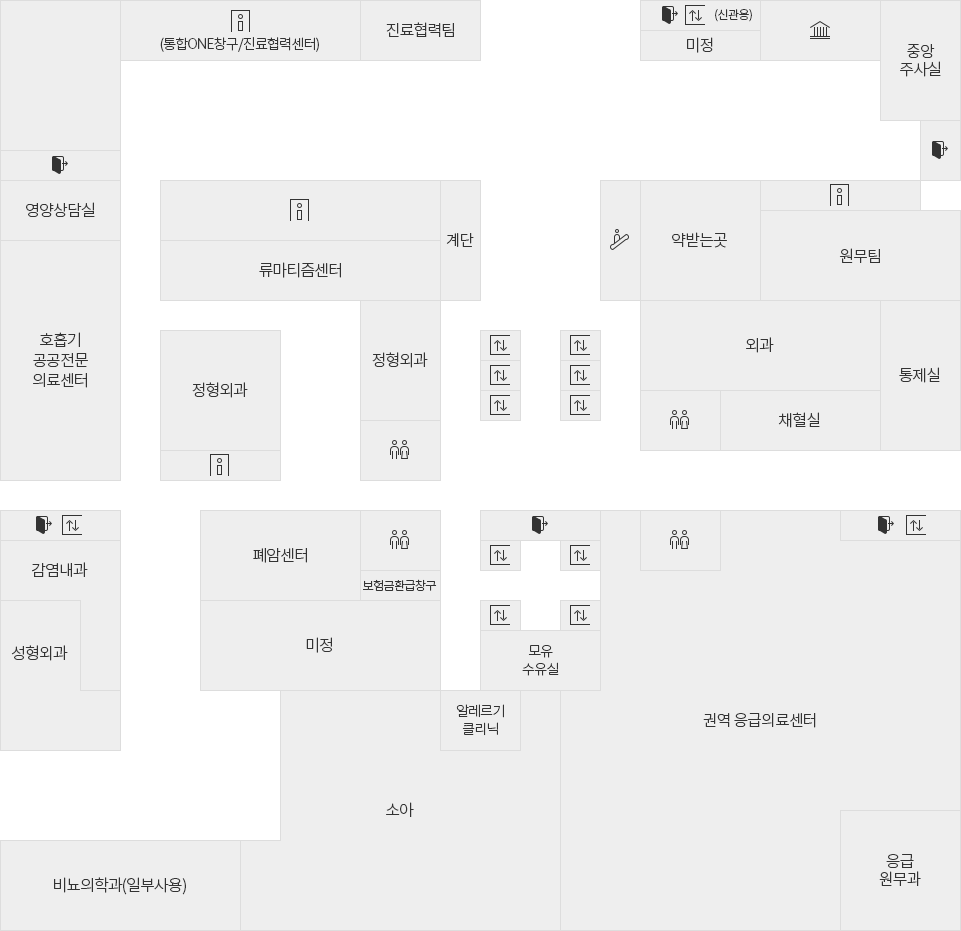 (통합ONE창구/진료협력센터)
진료협력팀
(신관용)
미정
중앙
주사실
영양상담실
류마티즘센터
계단
약받는곳
원무팀
호흡기
공공전문
의료센터
정형외과
정형외과
외과
통제실
채혈실
감염내과
폐암센터
보험금환급창구
성형외과
미정
모유
수유실
알레르기
클리닉
권역 응급의료센터
소아
비뇨의학과(일부사용)
응급
원무과